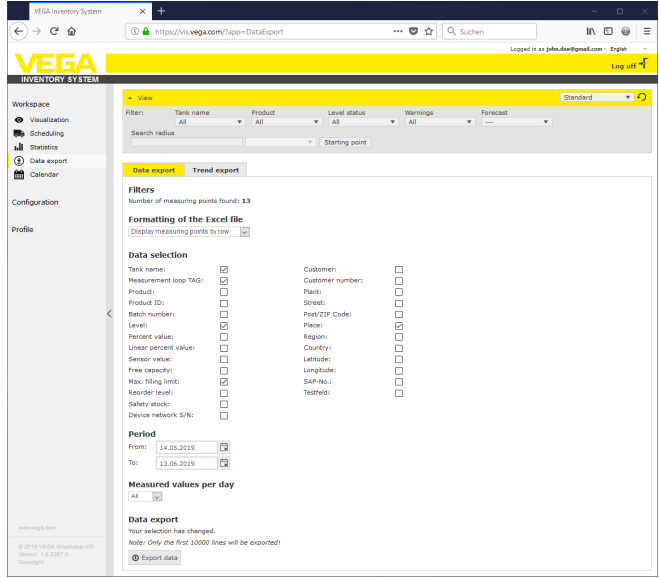 VEGA Inventory System
https://vis.vega.com/?app=DataExport
Suchen
Logged in as john.doe@gmail.com - English
VEGA
INVENTORY SYSTEM
Log off
Workspace
Visualization
Scheduling
Statistics
Data export
Calendar
Configuration
Profile
View
Standard
Filter: Tank name Product Level status Warnings Forecast
All All All All ---
Search radius
Starting point
Data export Trend export
Filters
Number of measuring points found: 13
Formatting of the Excel file
Display measuring points by row
Data selection
Tank name: Customer:
Measurement loop TAG: Customer number:
Product: Plant:
Product ID: Street:
Batch number: Post/ZIP Code:
Level: Place:
Percent value: Region:
Linear percent value: Country:
Sensor value: Latitude:
Free capacity: Longitude:
Max. filling limit: SAP-No.:
Reorder level: Testfeld:
Safety stock:
Device network S/N:
Period
From: 14.05.2019
To: 13.06.2019
Measured values per day
All
Data export
Your selection has changed.
Note: Only the first 10000 lines will be exported!
Export data
www.vega.com
© 2019 VEGA Grieshaber KG
Copyright